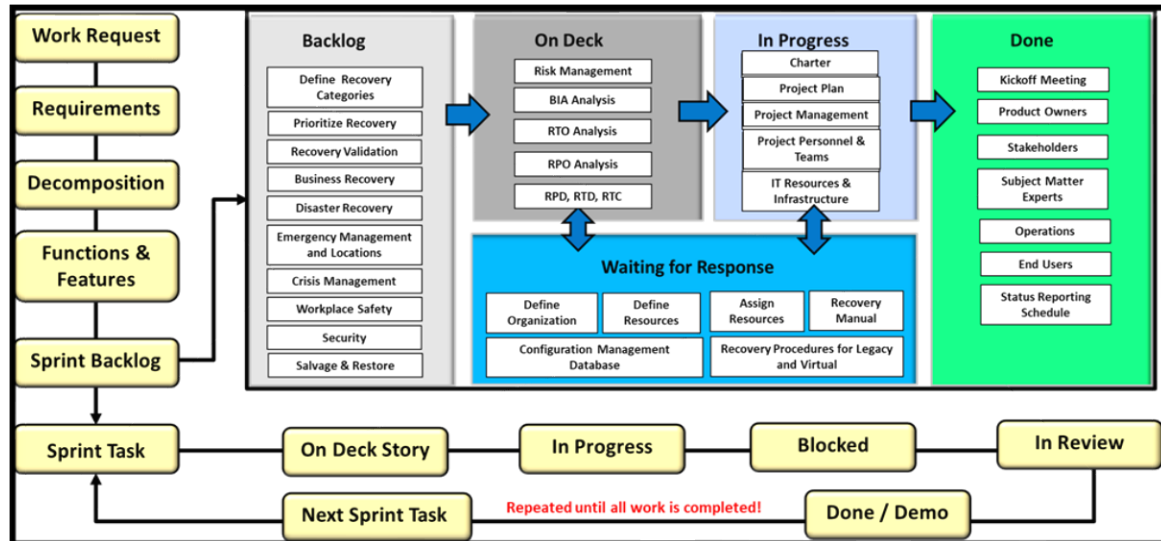 Work Request
Requirements
Decomposition
Functions &
Features
Sprint Backlog
Backlog
Define Recovery
Categories
Prioritize Recovery
Recovery Validation
Business Recovery
Disaster Recovery
Emergency Management
and Locations
Crisis Management
Workplace Safety
Security
Salvage & Restore
On Deck
Risk Management
BIA Analysis
RTO Analysis
RPO Analysis
RPD, RTD, RTC
In Progress
Charter
Project Plan
Project Management
Project Personnel &
Teams
IT Resources &
Infrastructure
Waiting for Response
Define
Organization
Define
Resources
Assign
Resources
Recovery
Manual
Configuration Management
Database
Recovery Procedures for Legacy
and Virtual
Done
Kickoff Meeting
Product Owners
Stakeholders
Subject Matter
Experts
Operations
End Users
Status Reporting
Schedule
Sprint Task
On Deck Story
In Progress
Blocked
In Review
Next Sprint Task
Repeated until all work is completed!
Done / Demo